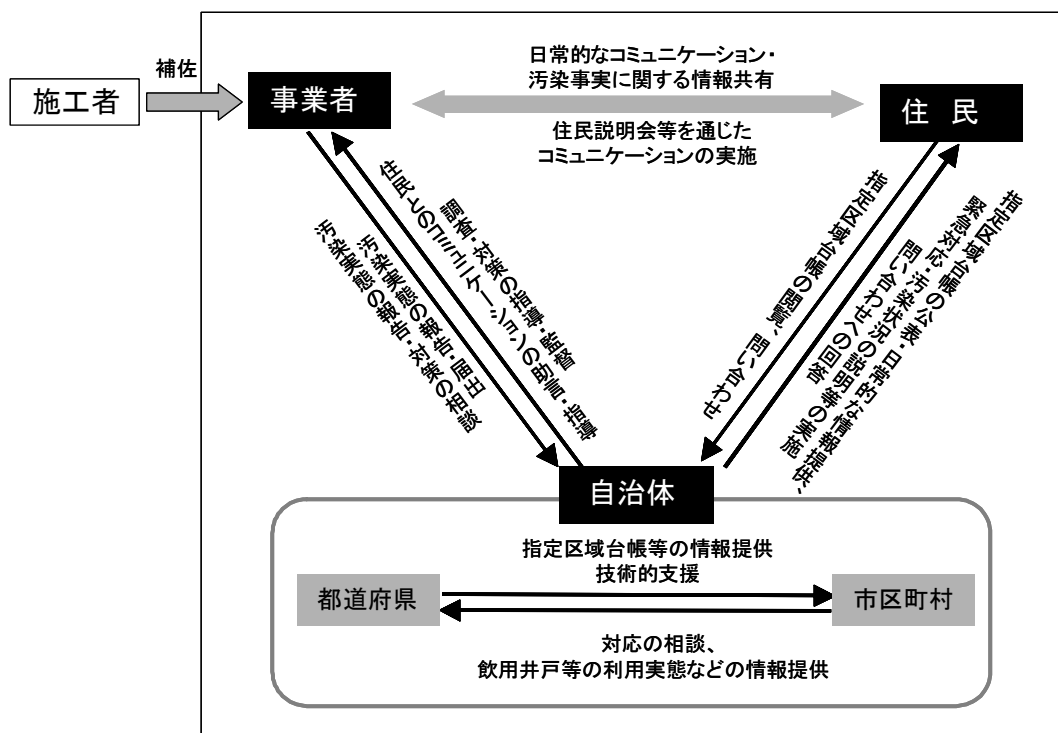 補佐
施工者
事業者
日常的なコミュニケーション・
汚染事実に関する情報共有
住民説明会等を通じた
コミュニケーションの実施
住 民
調査・対策の指導・監督
住民とのコミュニケーションの助言・指導
汚染実態の報告・届出
汚染実態の報告・対策の相談
指定区域台帳の閲覧、問い合わせ
指定区域台帳の公表・日常的な情報提供、
緊急対応・汚染状況の説明等の実施
問い合わせへの回答
自治体
指定区域台帳等の情報提供
技術的支援
都道府県
市区町村
対応の相談、
飲用井戸等の利用実態などの情報提供